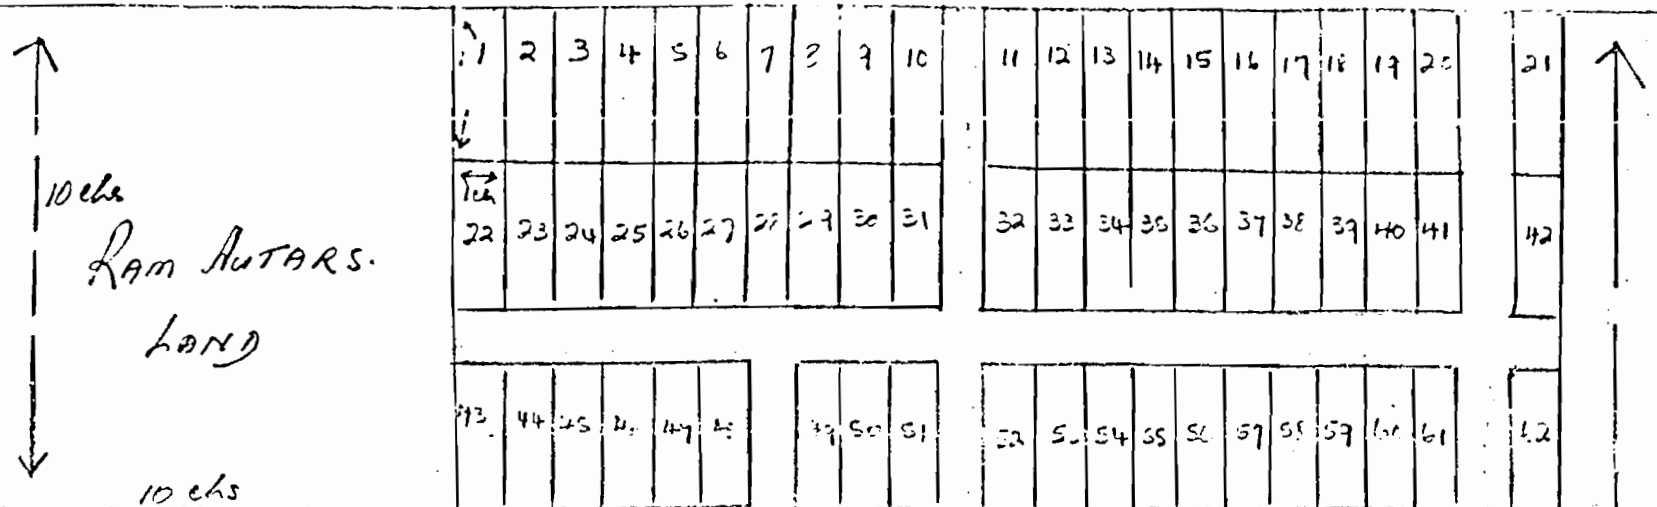 1 2 3 4 5 6 7 8 9 10 11 12 13 14 15 16 17 18 19 20 21
10 chs
1ch
22 23 24 25 26 27 28 29 30 31 32 33 34 35 36 37 38 39 40 41 42
RAM AUTARS.
LAND
43 44 45 47 49 50 51 52 54 55 56 57 58 59 60 61 62
10 chs